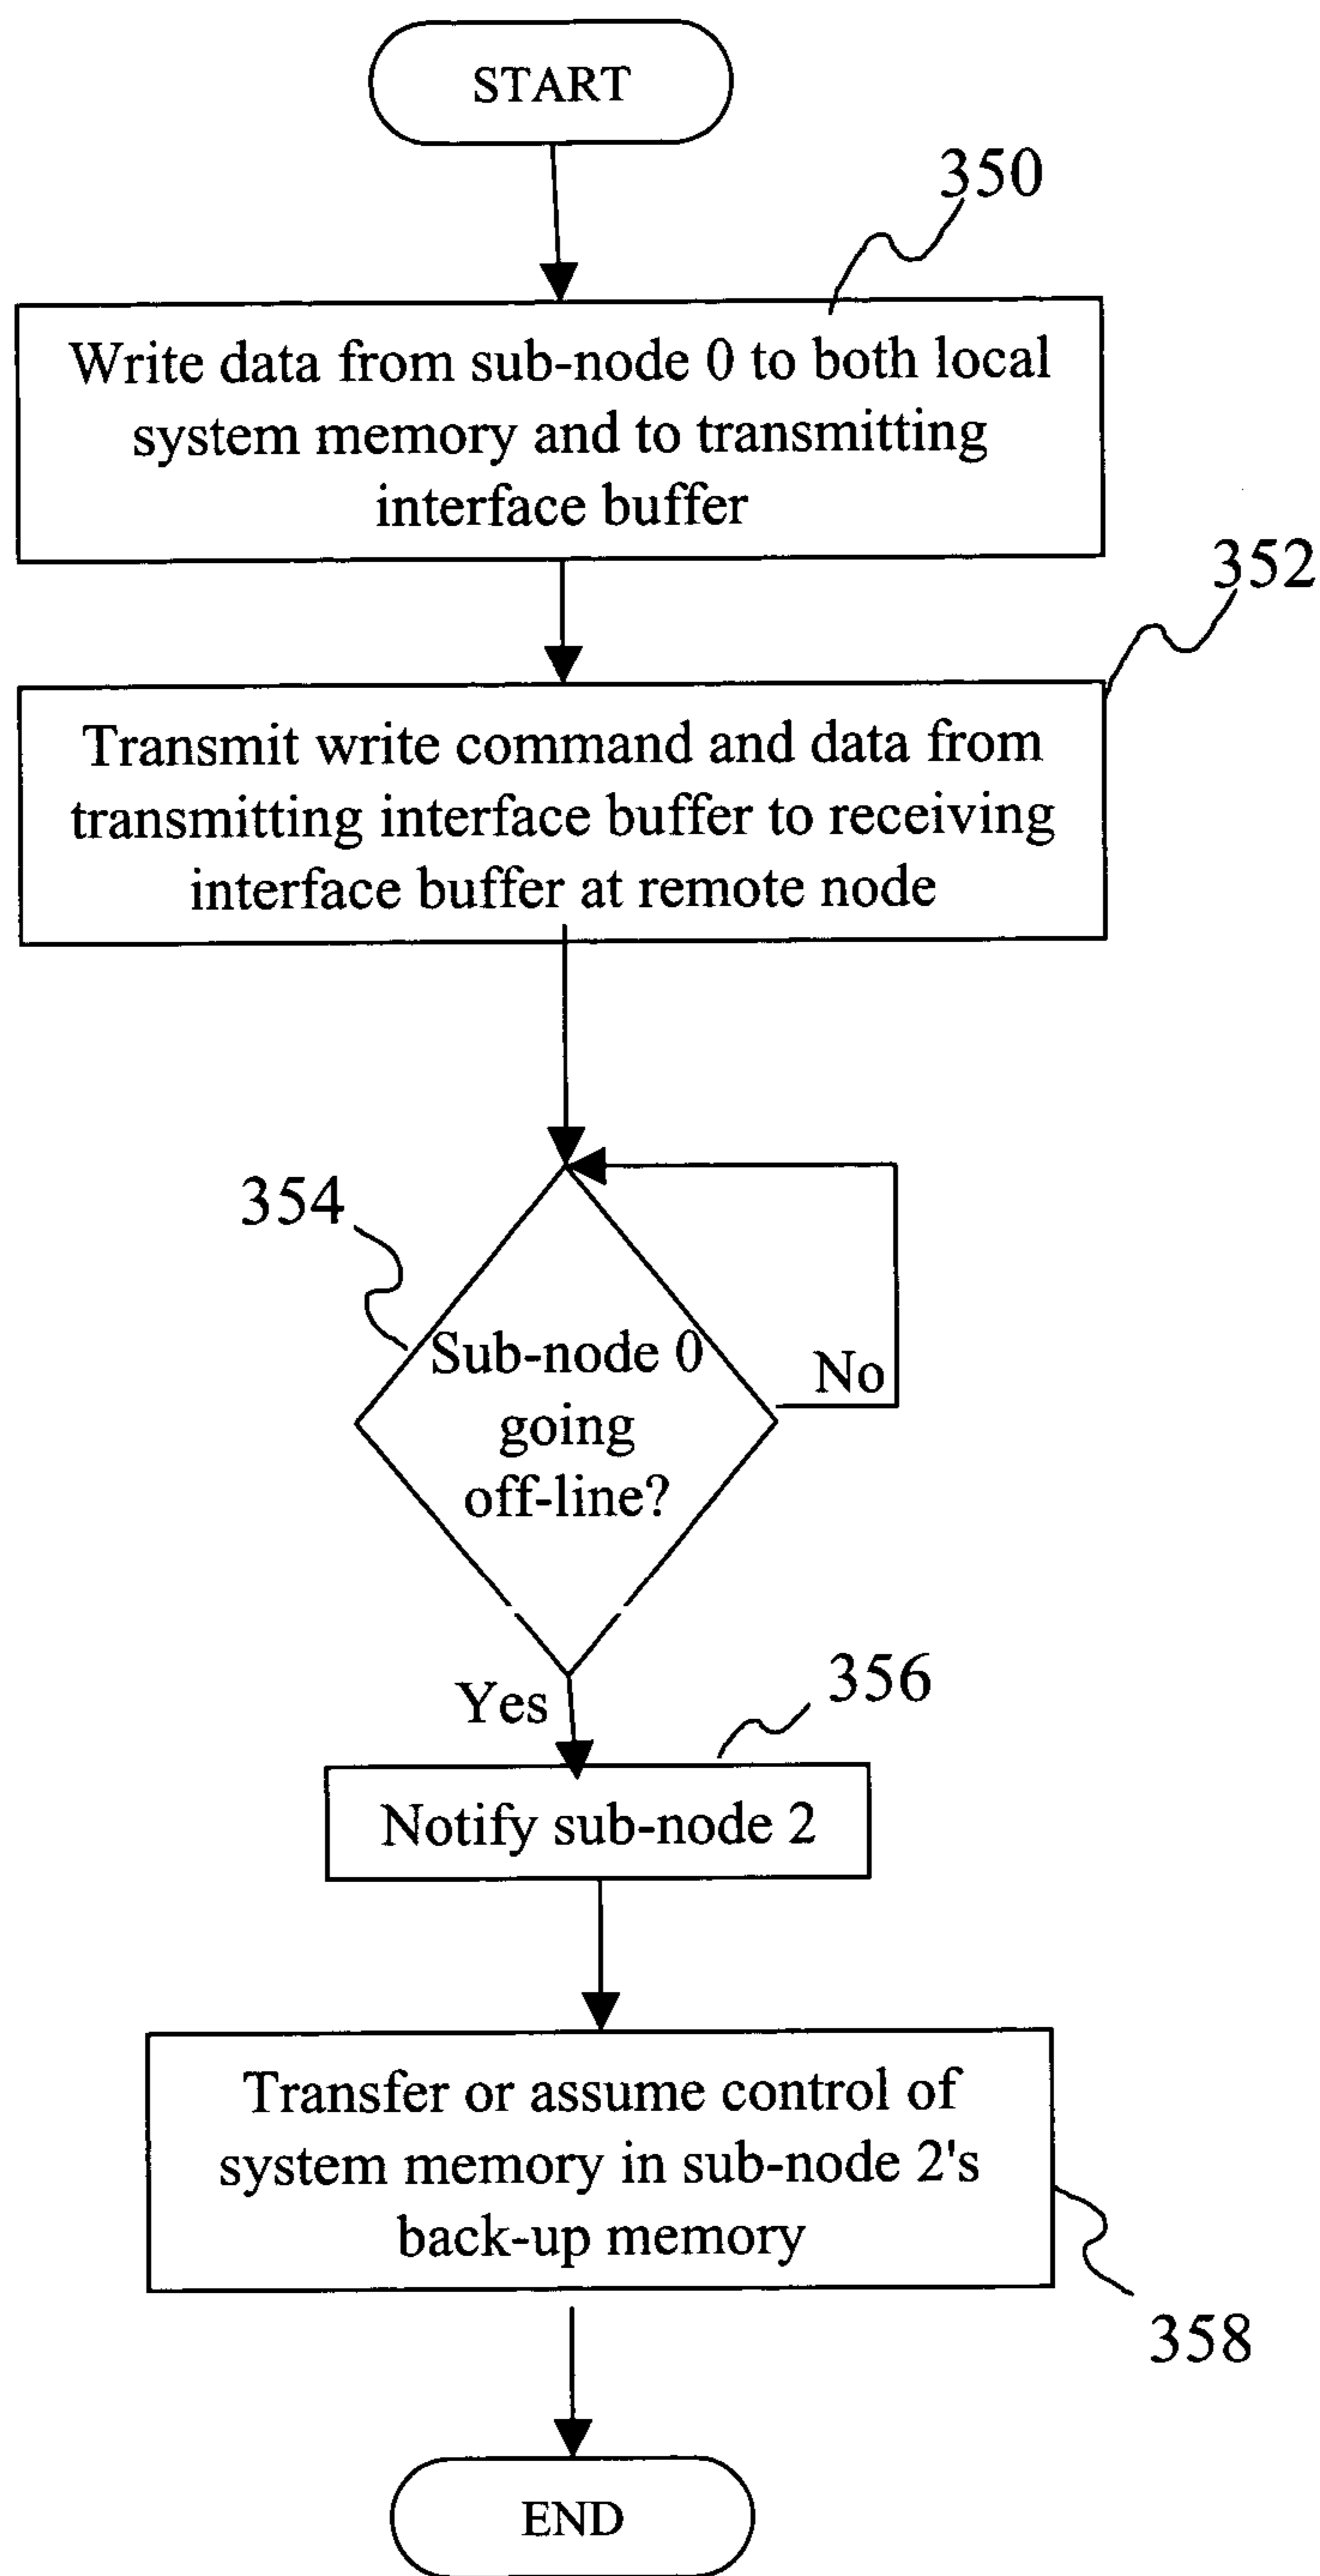 START
350
Write data from sub-node 0 to both local
system memory and to transmitting
interface buffer
352
Transmit write command and data from
transmitting interface buffer to receiving
interface buffer at remote node
354
Sub-node 0
going
off-line?
No
Yes
356
Notify sub-node 2
Transfer or assume control of
system memory in sub-node 2's
back-up memory
358
END